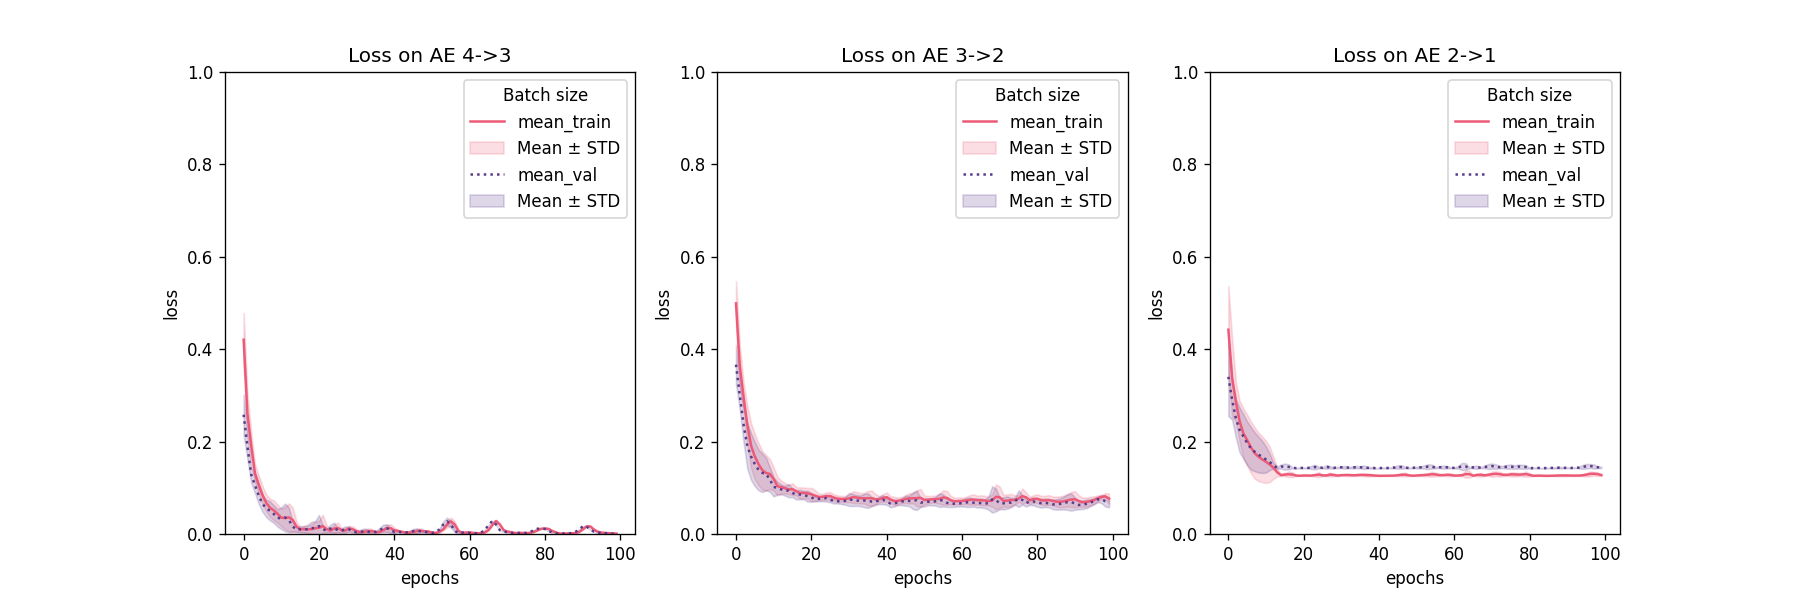 Loss on AE 4->3
1.0
0.8
0.6
0.4
0.2
0.0
loss
0 20 40 60 80 100
epochs
Batch size
mean_train
Mean ± STD
mean_val
Mean ± STD
Loss on AE 3->2
1.0
0.8
0.6
0.4
0.2
0.0
loss
0 20 40 60 80 100
epochs
Batch size
mean_train
Mean ± STD
mean_val
Mean ± STD
Loss on AE 2->1
1.0
0.8
0.6
0.4
0.2
0.0
loss
0 20 40 60 80 100
epochs
Batch size
mean_train
Mean ± STD
mean_val
Mean ± STD